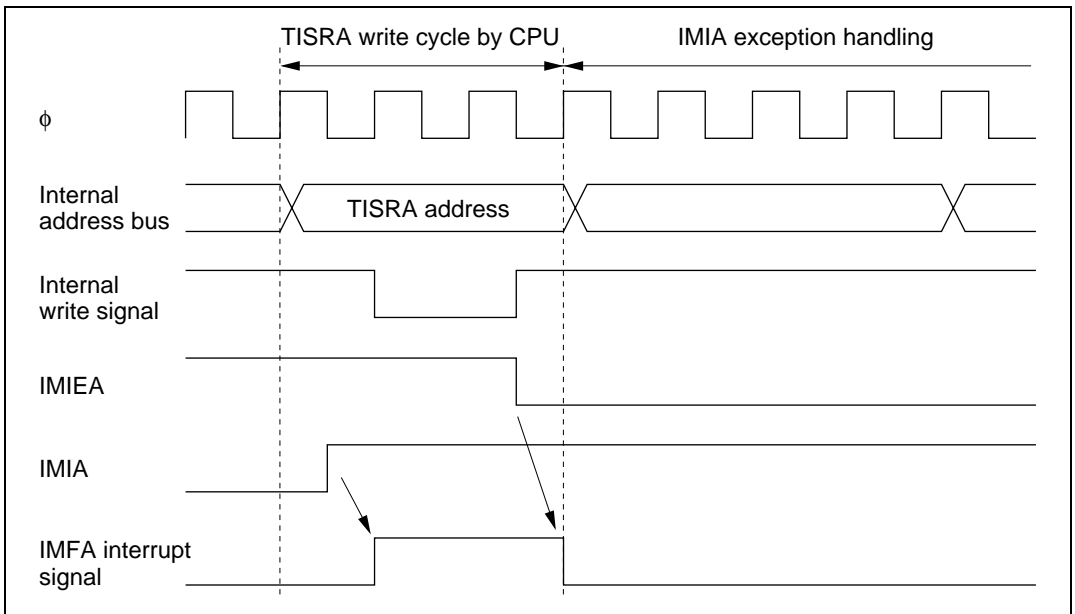 TISRA write cycle by CPU
IMIA exception handling
φ
Internal
address bus
TISRA address
Internal
write signal
IMIEA
IMIA
IMFA interrupt
signal